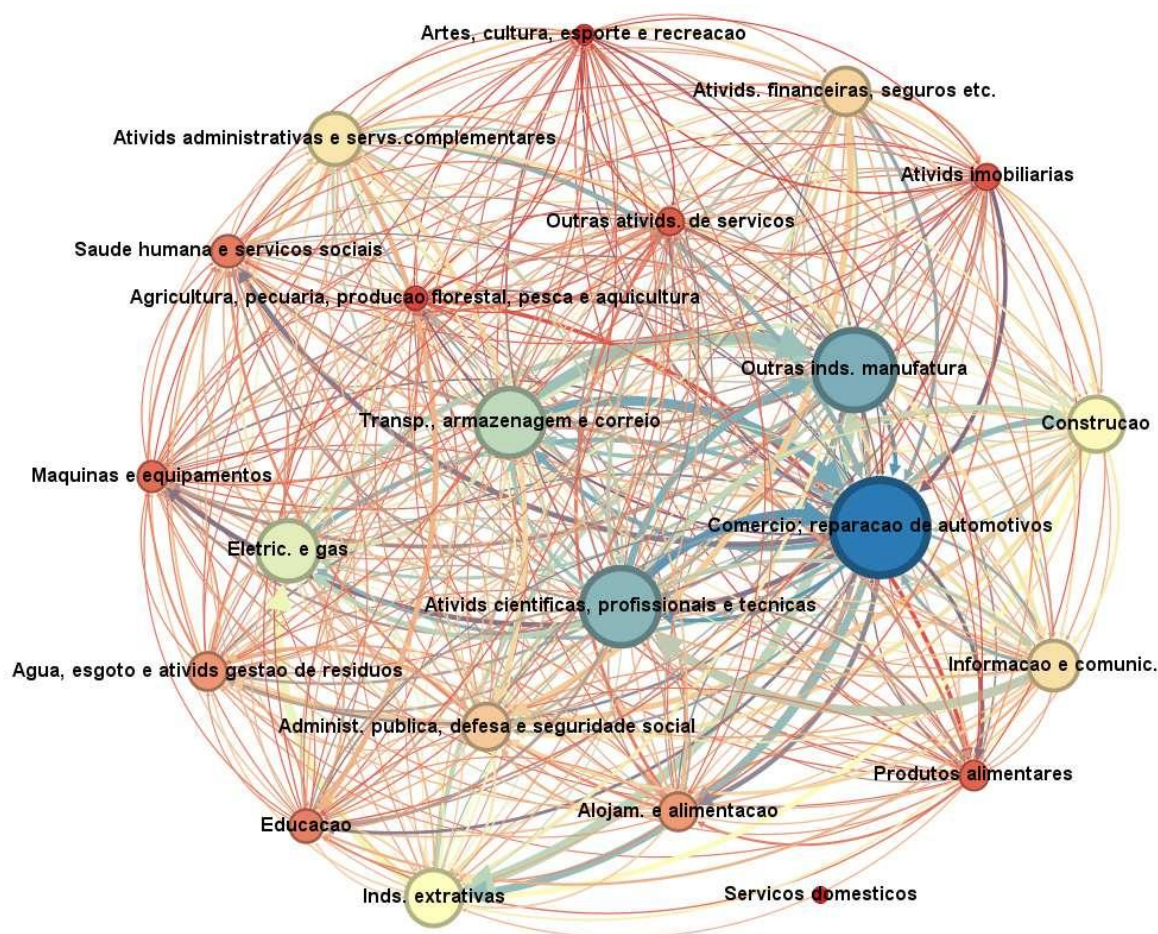 Artes, cultura, esporte e recreacao
Ativids. financeiras, seguros etc.
Ativids administrativas e servs.complementares
Ativids imobiliarias
Outras ativids. de servicos
Saude humana e servicos sociais
Agricultura, pecuaria, producao florestal, pesca e aquicultura
Outras inds. manufatura
Transp., armazenagem e correio
Construcao
Maquinas e equipamentos
Comercio; reparacao de automotivos
Eletric. e gas
Ativids cientificas, profissionais e tecnicas
Agua, esgoto e ativids gestao de residuos
Informacao e comunic.
Administ. publica, defesa e seguridade social
Produtos alimentares
Alojam. e alimentacao
Educacao
Inds. extrativas
Servicos domesticos